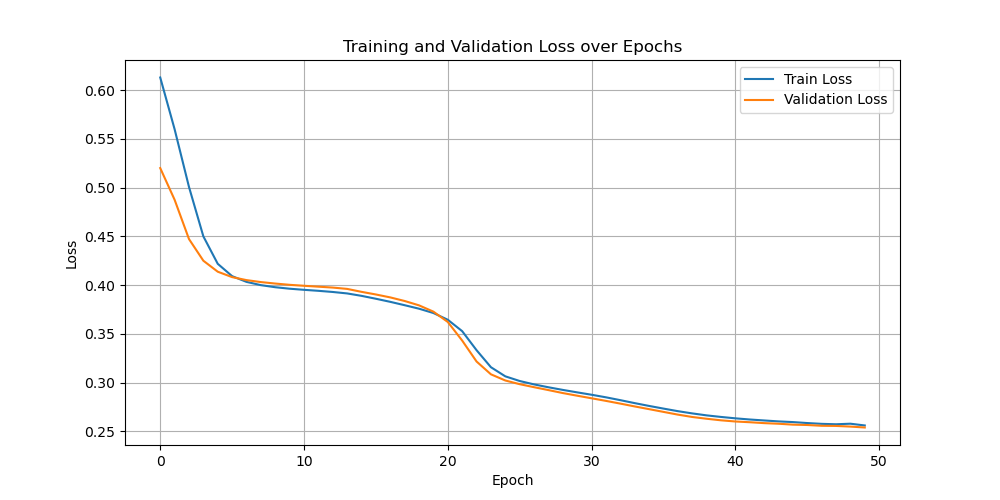 Training and Validation Loss over Epochs
Train Loss
Validation Loss
Loss
0.60
0.55
0.50
0.45
0.40
0.35
0.30
0.25
0 10 20 30 40 50
Epoch